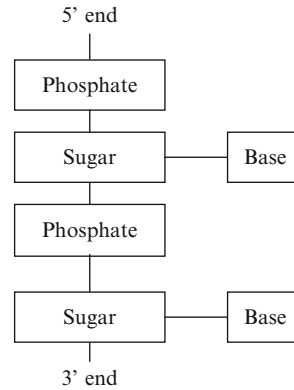 5’ end
Phosphate
Sugar
Base
Phosphate
Sugar
Base
3’ end